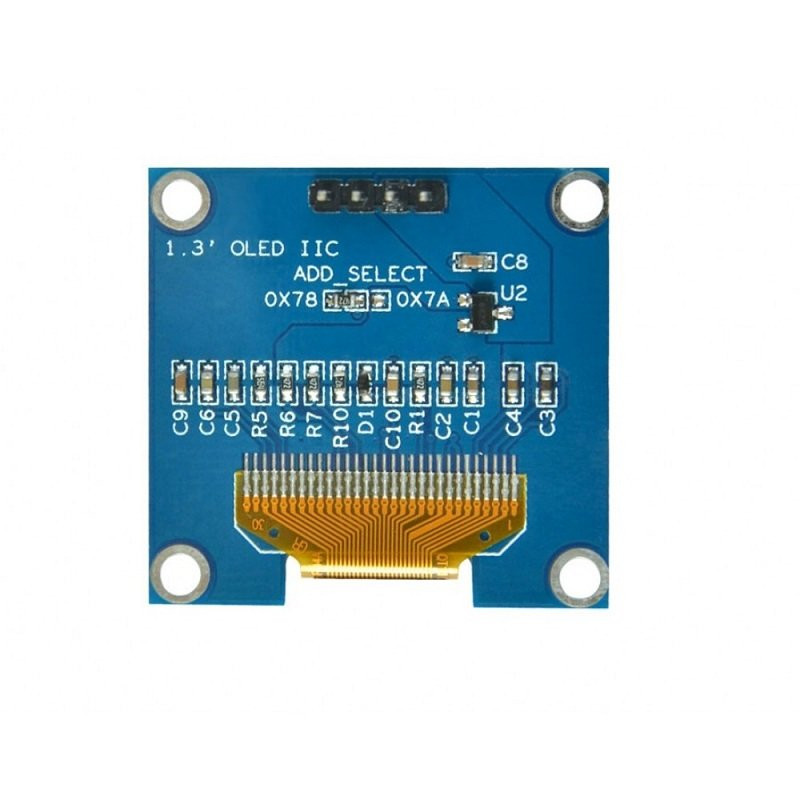 1.3' OLED IIC
C8
ADD_SELECT
0X78 0X7A U2
C9 C6 C5 R5 R6 R7 R10 D1 C10 R1 C2 C1 C4 C3
30 1